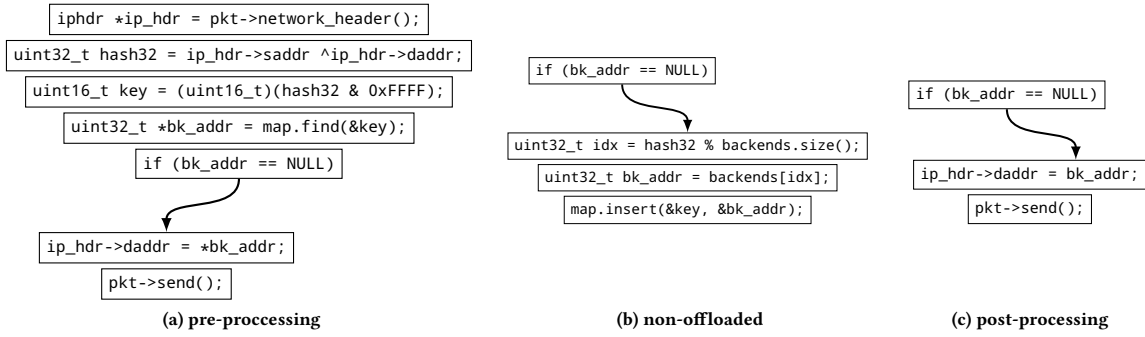 iphdr *ip_hdr = pkt->network_header();
uint32_t hash32 = ip_hdr->saddr ^ip_hdr->daddr;
uint16_t key = (uint16_t)(hash32 & 0xFFFF);
uint32_t *bk_addr = map.find(&key);
if (bk_addr == NULL)
ip_hdr->daddr = *bk_addr;
pkt->send();
(a) pre-proccessing
if (bk_addr == NULL)
uint32_t idx = hash32 % backends.size();
uint32_t bk_addr = backends[idx];
map.insert(&key, &bk_addr);
(b) non-offloaded
if (bk_addr == NULL)
ip_hdr->daddr = bk_addr;
pkt->send();
(c) post-processing